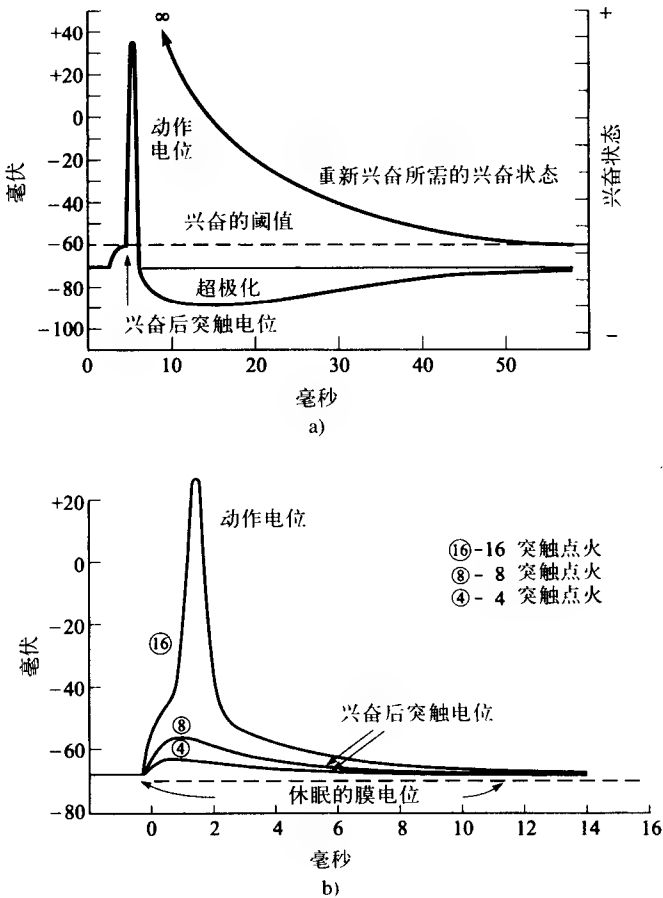 +40
+20
0
−20
−40
−60
−80
−100
毫伏
∞
动作
电位
重新兴奋所需的兴奋状态
兴奋的阈值
超极化
兴奋后突触电位
+
兴奋状态
−
0
10
20
30
40
50
毫秒
a)
+20
0
−20
−40
−60
−80
毫伏
动作电位
⑯-16 突触点火
⑧- 8 突触点火
④- 4 突触点火
⑯
⑧
④
兴奋后突触电位
休眠的膜电位
0
2
4
6
8
10
12
14
16
毫秒
b)